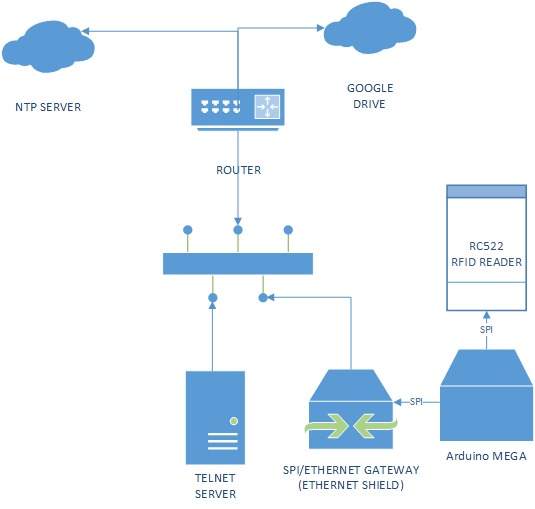 NTP SERVER
GOOGLE
DRIVE
ROUTER
RC522
RFID READER
SPI
SPI
Arduino MEGA
SPI/ETHERNET GATEWAY
(ETHERNET SHIELD)
TELNET
SERVER